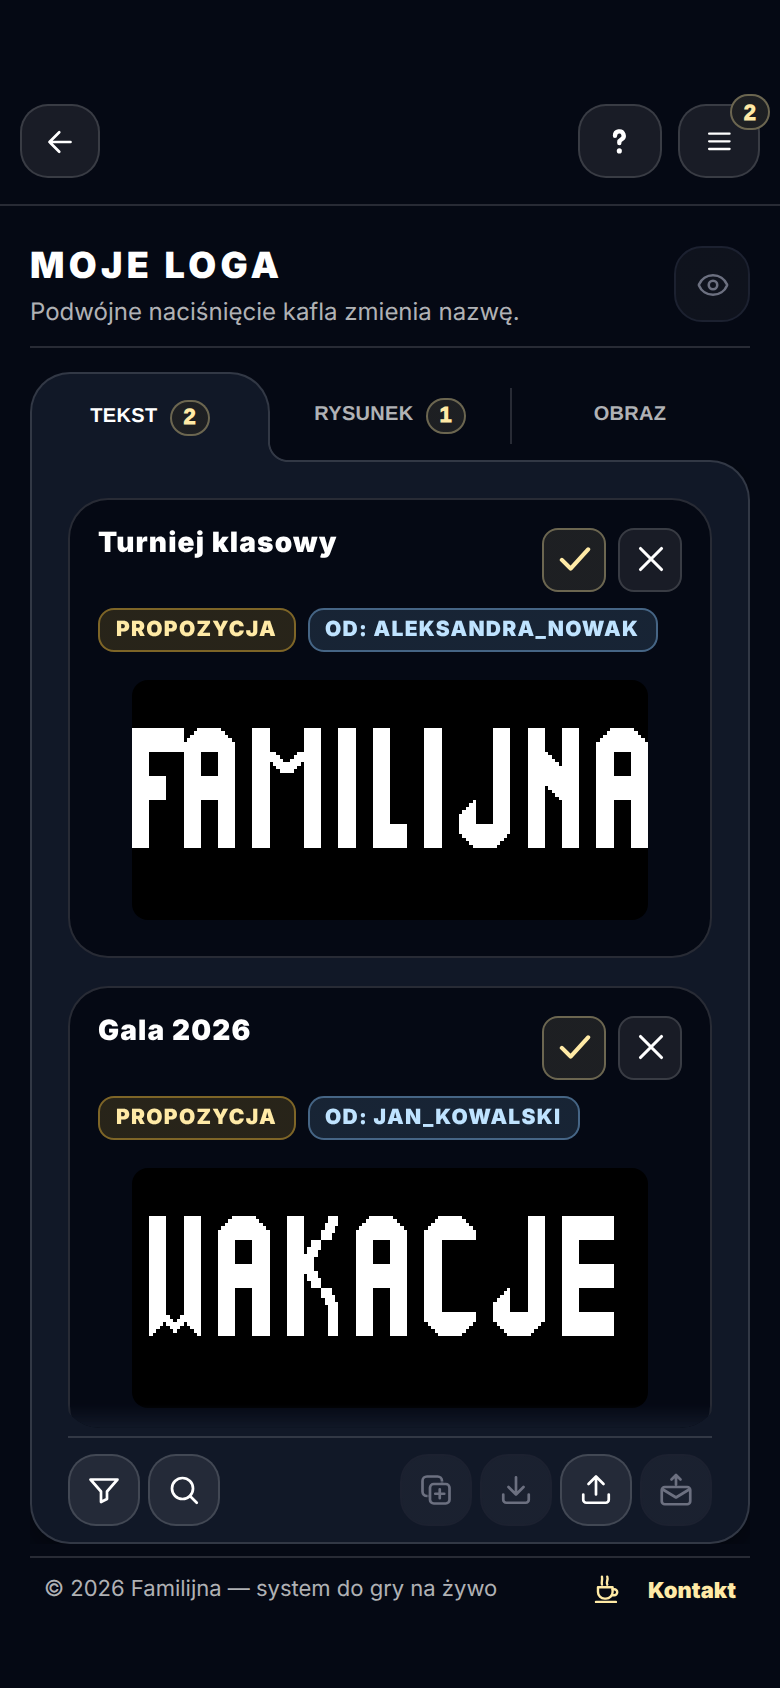 ?
2
MOJE LOGA
Podwójne naciśnięcie kafla zmienia nazwę.
TEKST 2
RYSUNEK 1
OBRAZ
Turniej klasowy
PROPOZYCJA
OD: ALEKSANDRA_NOWAK
FAMILIJNA
Gala 2026
PROPOZYCJA
OD: JAN_KOWALSKI
WAKACJE
© 2026 Familijna — system do gry na żywo
Kontakt